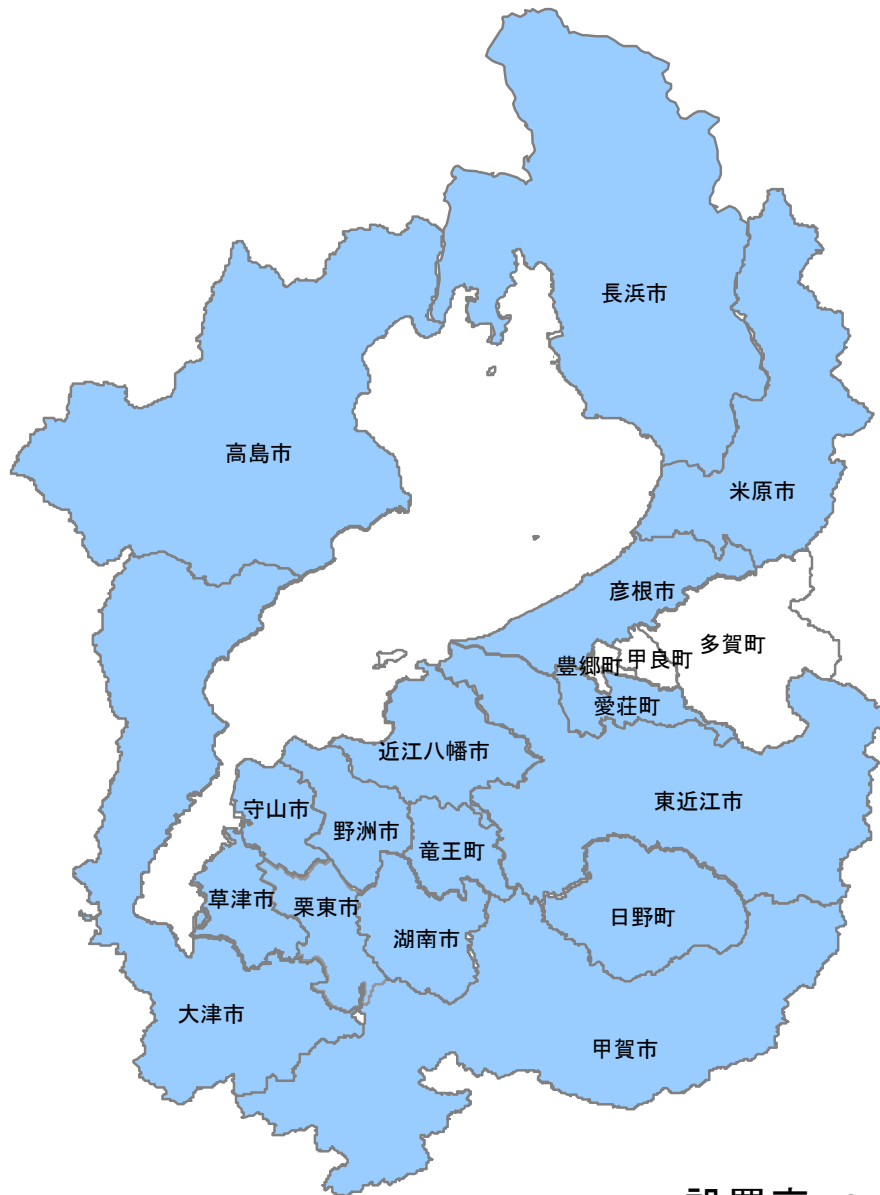 長浜市
高島市
米原市
彦根市
多賀町
甲良町
豊郷町
愛荘町
近江八幡市
東近江市
守山市
野洲市
竜王町
草津市
栗東市
日野町
湖南市
大津市
甲賀市